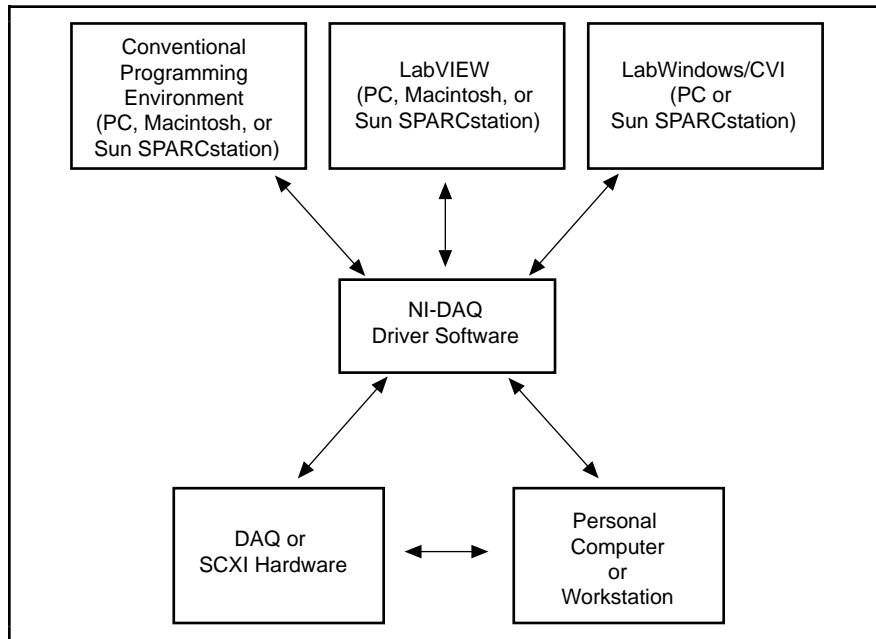 Conventional
Programming
Environment
(PC, Macintosh, or
Sun SPARCstation)
LabVIEW
(PC, Macintosh, or
Sun SPARCstation)
LabWindows/CVI
(PC or
Sun SPARCstation)
NI-DAQ
Driver Software
DAQ or
SCXI Hardware
Personal
Computer
or
Workstation